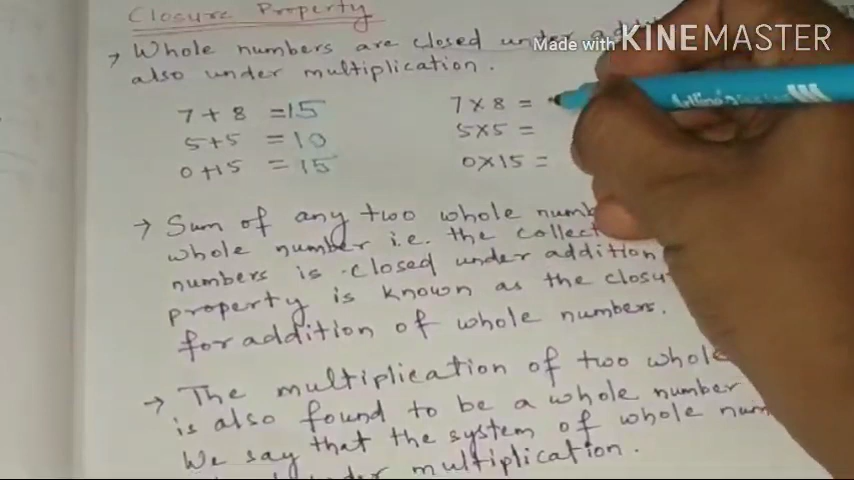 Closure Property
→ Whole numbers are closed under addit
Made with KINEMASTER
also under multiplication.
7 + 8 = 15 7 × 8 =
5 + 5 = 10 5 × 5 =
0 + 15 = 15 0 × 15 =
→ Sum of any two whole numb
whole number i.e. the collect
numbers is closed under addition
property is known as the closu
for addition of whole numbers.
→ The multiplication of two whole
is also found to be a whole number
We say that the system of whole num
under multiplication.